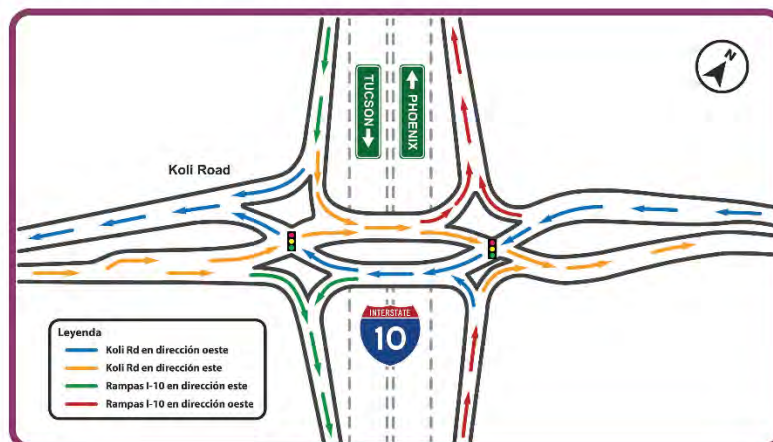 N
TUCSON
PHOENIX
Koli Road
INTERSTATE
10
Leyenda
Koli Rd en dirección oeste
Koli Rd en dirección este
Rampas I-10 en dirección este
Rampas I-10 en dirección oeste